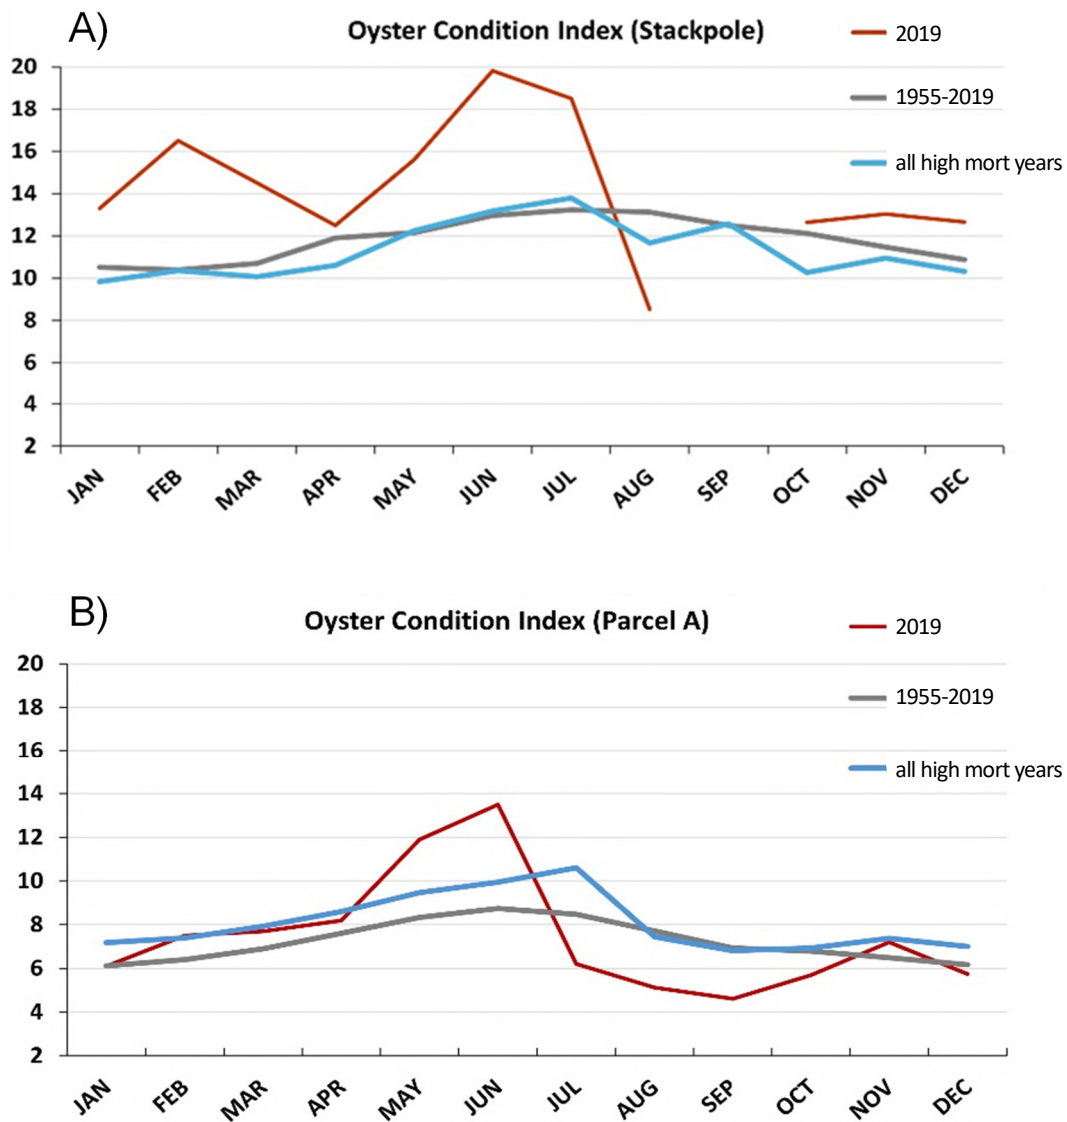 A)
Oyster Condition Index (Stackpole)
2019
1955-2019
all high mort years
20
18
16
14
12
10
8
6
4
2
JAN
FEB
MAR
APR
MAY
JUN
JUL
AUG
SEP
OCT
NOV
DEC
B)
Oyster Condition Index (Parcel A)
2019
1955-2019
all high mort years
20
18
16
14
12
10
8
6
4
2
JAN
FEB
MAR
APR
MAY
JUN
JUL
AUG
SEP
OCT
NOV
DEC